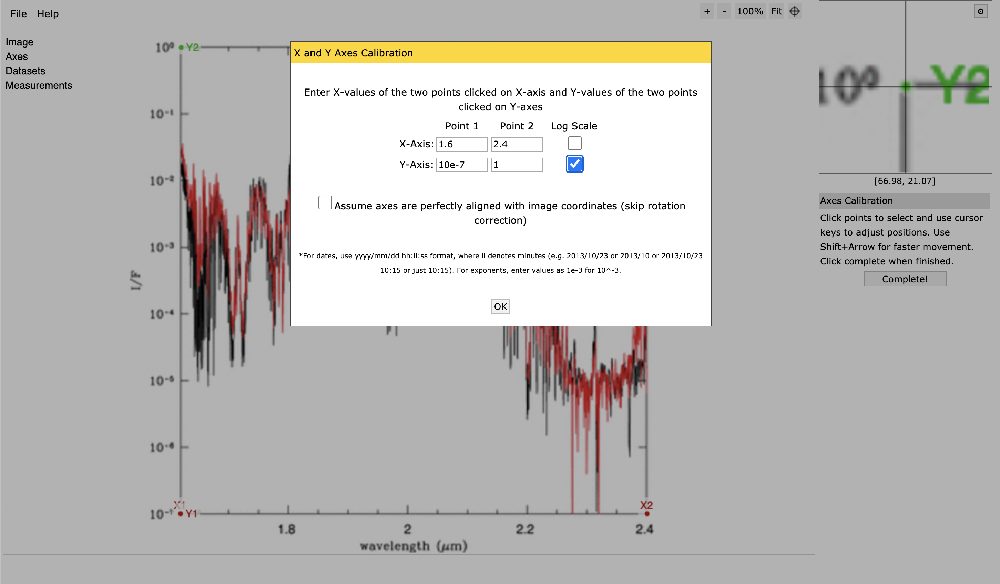 File Help
+ - 100% Fit
Image
Axes
Datasets
Measurements
X and Y Axes Calibration
Enter X-values of the two points clicked on X-axis and Y-values of the two points
clicked on Y-axes
Point 1 Point 2 Log Scale
X-Axis: 1.6 2.4
Y-Axis: 10e-7 1
Assume axes are perfectly aligned with image coordinates (skip rotation
correction)
*For dates, use yyyy/mm/dd hh:ii:ss format, where ii denotes minutes (e.g. 2013/10/23 or 2013/10 or 2013/10/23
10:15 or just 10:15). For exponents, enter values as 1e-3 for 10^-3.
OK
10⁰ Y2
10⁻¹
10⁻²
10⁻³
I/F
10⁻⁴
10⁻⁵
10⁻⁶
X1 X2
Y1
1.8 2 2.2 2.4
wavelength (μm)
10⁰ Y2
[66.98, 21.07]
Axes Calibration
Click points to select and use cursor
keys to adjust positions. Use
Shift+Arrow for faster movement.
Click complete when finished.
Complete!